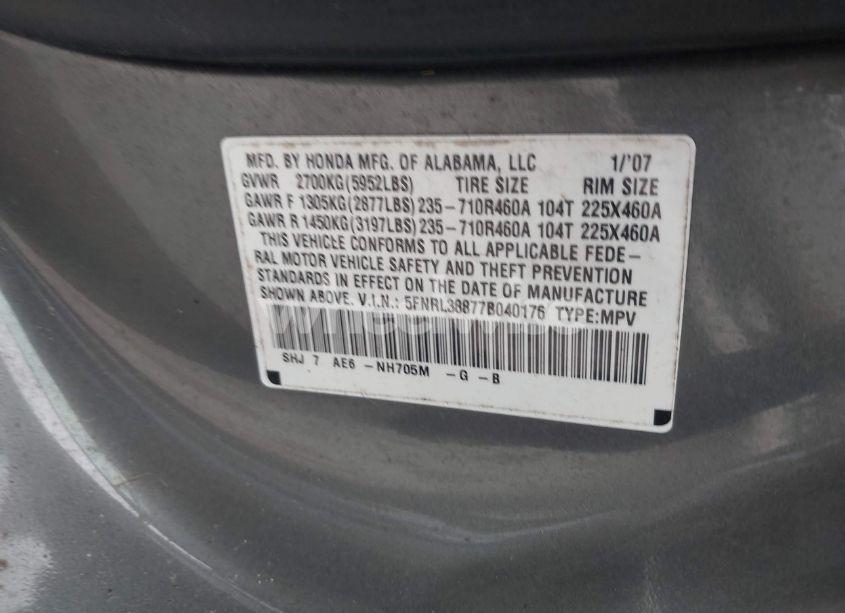 MFD. BY HONDA MFG. OF ALABAMA, LLC 1/'07
GVWR 2700KG(5952LBS) TIRE SIZE RIM SIZE
GAWR F 1305KG(2877LBS) 235-710R460A 104T 225X460A
GAWR R 1450KG(3197LBS) 235-710R460A 104T 225X460A
THIS VEHICLE CONFORMS TO ALL APPLICABLE FEDE-
RAL MOTOR VEHICLE SAFETY AND THEFT PREVENTION
STANDARDS IN EFFECT ON THE DATE OF MANUFACTURE
SHOWN ABOVE. V.I.N.: 5FNRL38877B040176 TYPE:MPV
SHJ 7 AE6 -NH705M -G -B